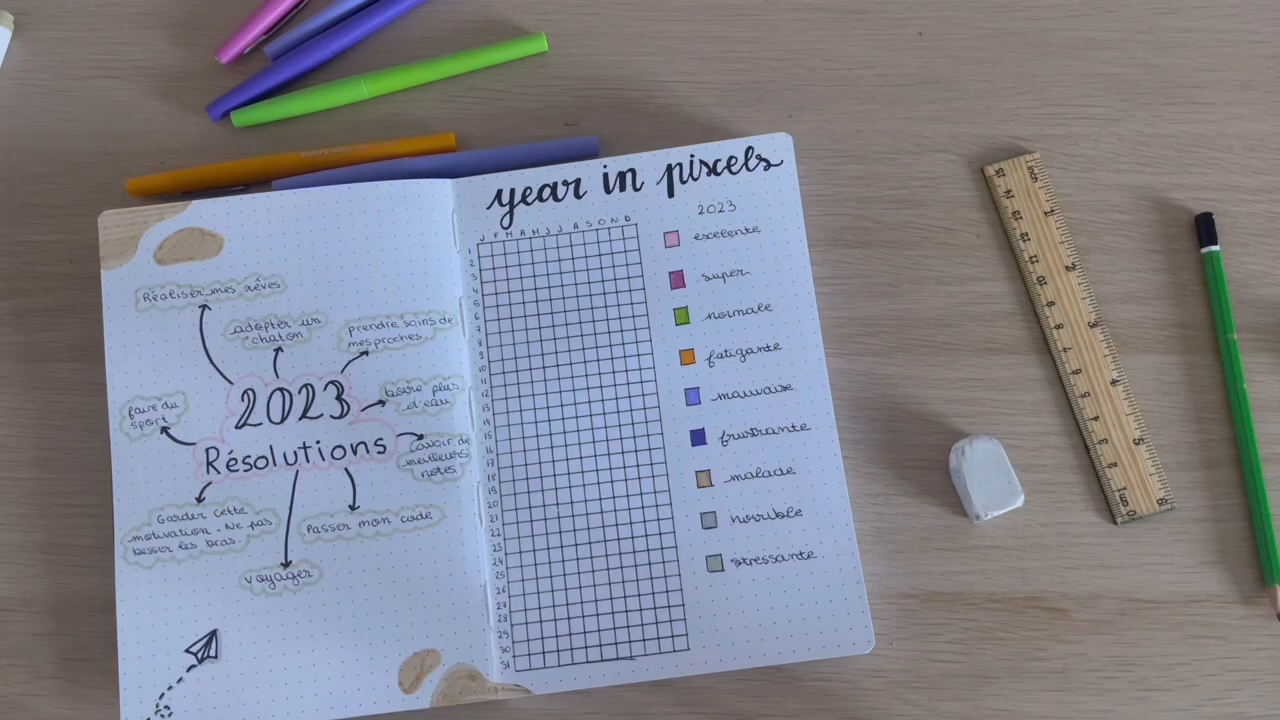 Réaliser mes rêves
adopter un
chaton
prendre soins de
mes proches
boire plus
d'eau
faire du
sport
2023
Résolutions
avoir de
meilleurs
notes
Garder cette
motivation. Ne pas
besser les bras.
Passer mon code
voyager
year in pixels
2023
J F M A M J J A S O N D
1
2
3
4
5
6
7
8
9
10
11
12
13
14
15
16
17
18
19
20
21
22
23
24
25
26
27
28
29
30
31
excelente
super
normale
fatigante
mauvaise
frustrante
malade
horrible
stressante